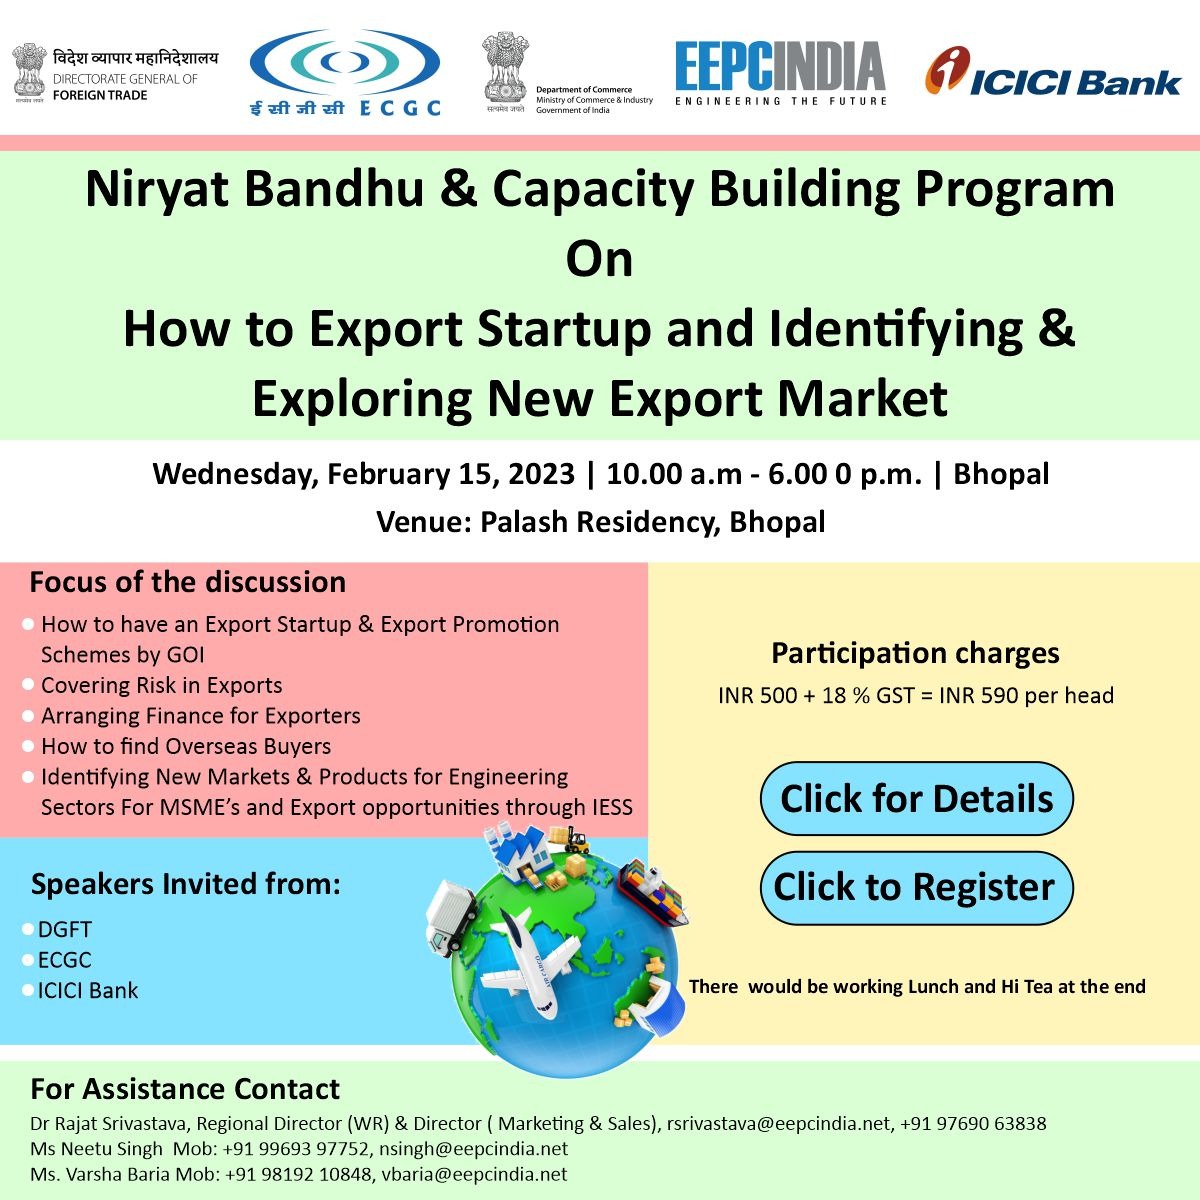 विदेश व्यापार महानिदेशालय
DIRECTORATE GENERAL OF
FOREIGN TRADE
सत्यमेव जयते
ई सी जी सी ECGC
सत्यमेव जयते
Department of Commerce
Ministry of Commerce & Industry
Government of India
EEPCINDIA
ENGINEERING THE FUTURE
ICICI Bank
Niryat Bandhu & Capacity Building Program
On
How to Export Startup and Identifying &
Exploring New Export Market
Wednesday, February 15, 2023 | 10.00 a.m - 6.00 0 p.m. | Bhopal
Venue: Palash Residency, Bhopal
Focus of the discussion
How to have an Export Startup & Export Promotion
Schemes by GOI
Covering Risk in Exports
Arranging Finance for Exporters
How to find Overseas Buyers
Identifying New Markets & Products for Engineering
Sectors For MSME’s and Export opportunities through IESS
Participation charges
INR 500 + 18 % GST = INR 590 per head
Click for Details
Click to Register
There would be working Lunch and Hi Tea at the end
Speakers Invited from:
DGFT
ECGC
ICICI Bank
AIR CARGO
For Assistance Contact
Dr Rajat Srivastava, Regional Director (WR) & Director ( Marketing & Sales), rsrivastava@eepcindia.net, +91 97690 63838
Ms Neetu Singh Mob: +91 99693 97752, nsingh@eepcindia.net
Ms. Varsha Baria Mob: +91 98192 10848, vbaria@eepcindia.net